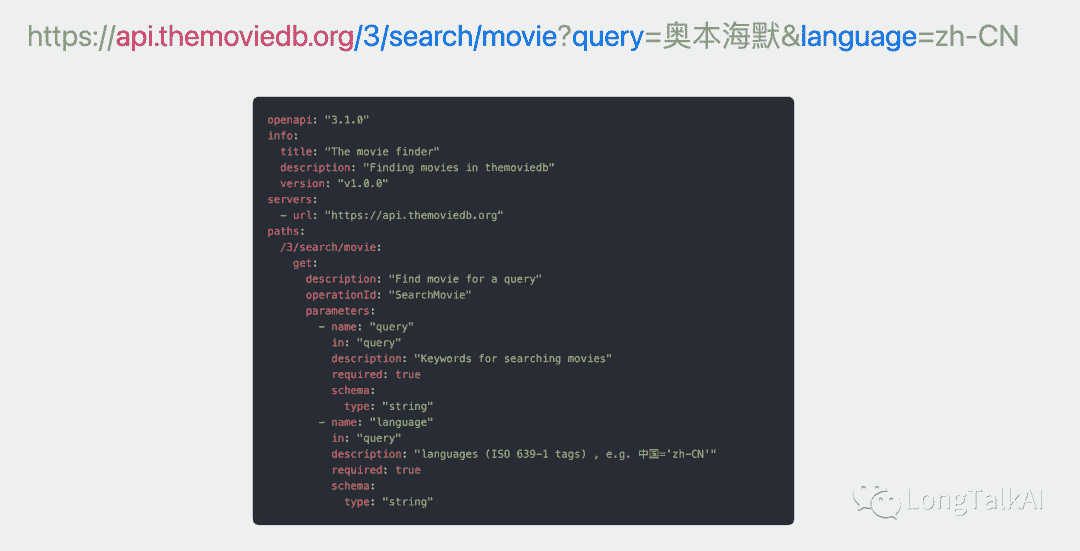 https://api.themoviedb.org/3/search/movie?query=奥本海默&language=zh-CN
openapi: "3.1.0"
info:
  title: "The movie finder"
  description: "Finding movies in themoviedb"
  version: "v1.0.0"
servers:
  - url: "https://api.themoviedb.org"
paths:
  /3/search/movie:
    get:
      description: "Find movie for a query"
      operationId: "SearchMovie"
      parameters:
        - name: "query"
          in: "query"
          description: "Keywords for searching movies"
          required: true
          schema:
            type: "string"
        - name: "language"
          in: "query"
          description: "languages (ISO 639-1 tags) , e.g. 中国='zh-CN'"
          required: true
          schema:
            type: "string"
LongTalkAI